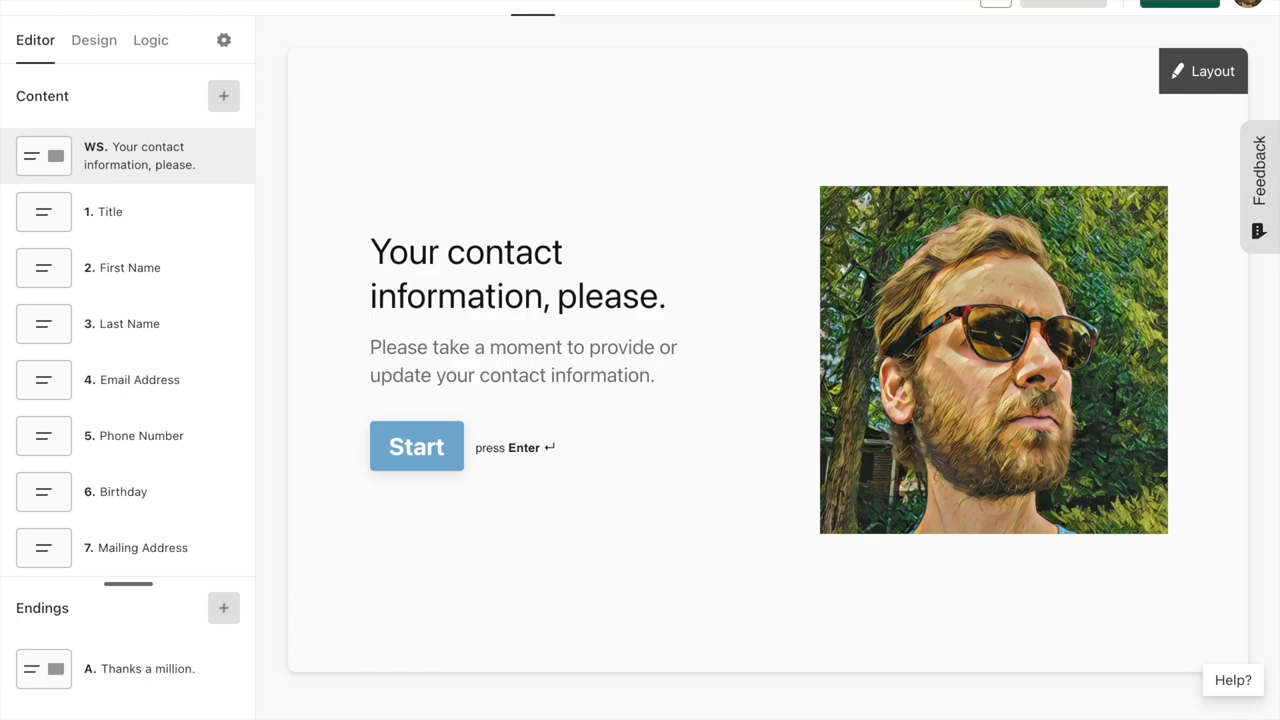 Editor
Design
Logic
Content
WS. Your contact
information, please.
1. Title
2. First Name
3. Last Name
4. Email Address
5. Phone Number
6. Birthday
7. Mailing Address
Endings
A. Thanks a million.
Layout
Your contact
information, please.
Please take a moment to provide or
update your contact information.
Start
press Enter ↵
Feedback
Help?